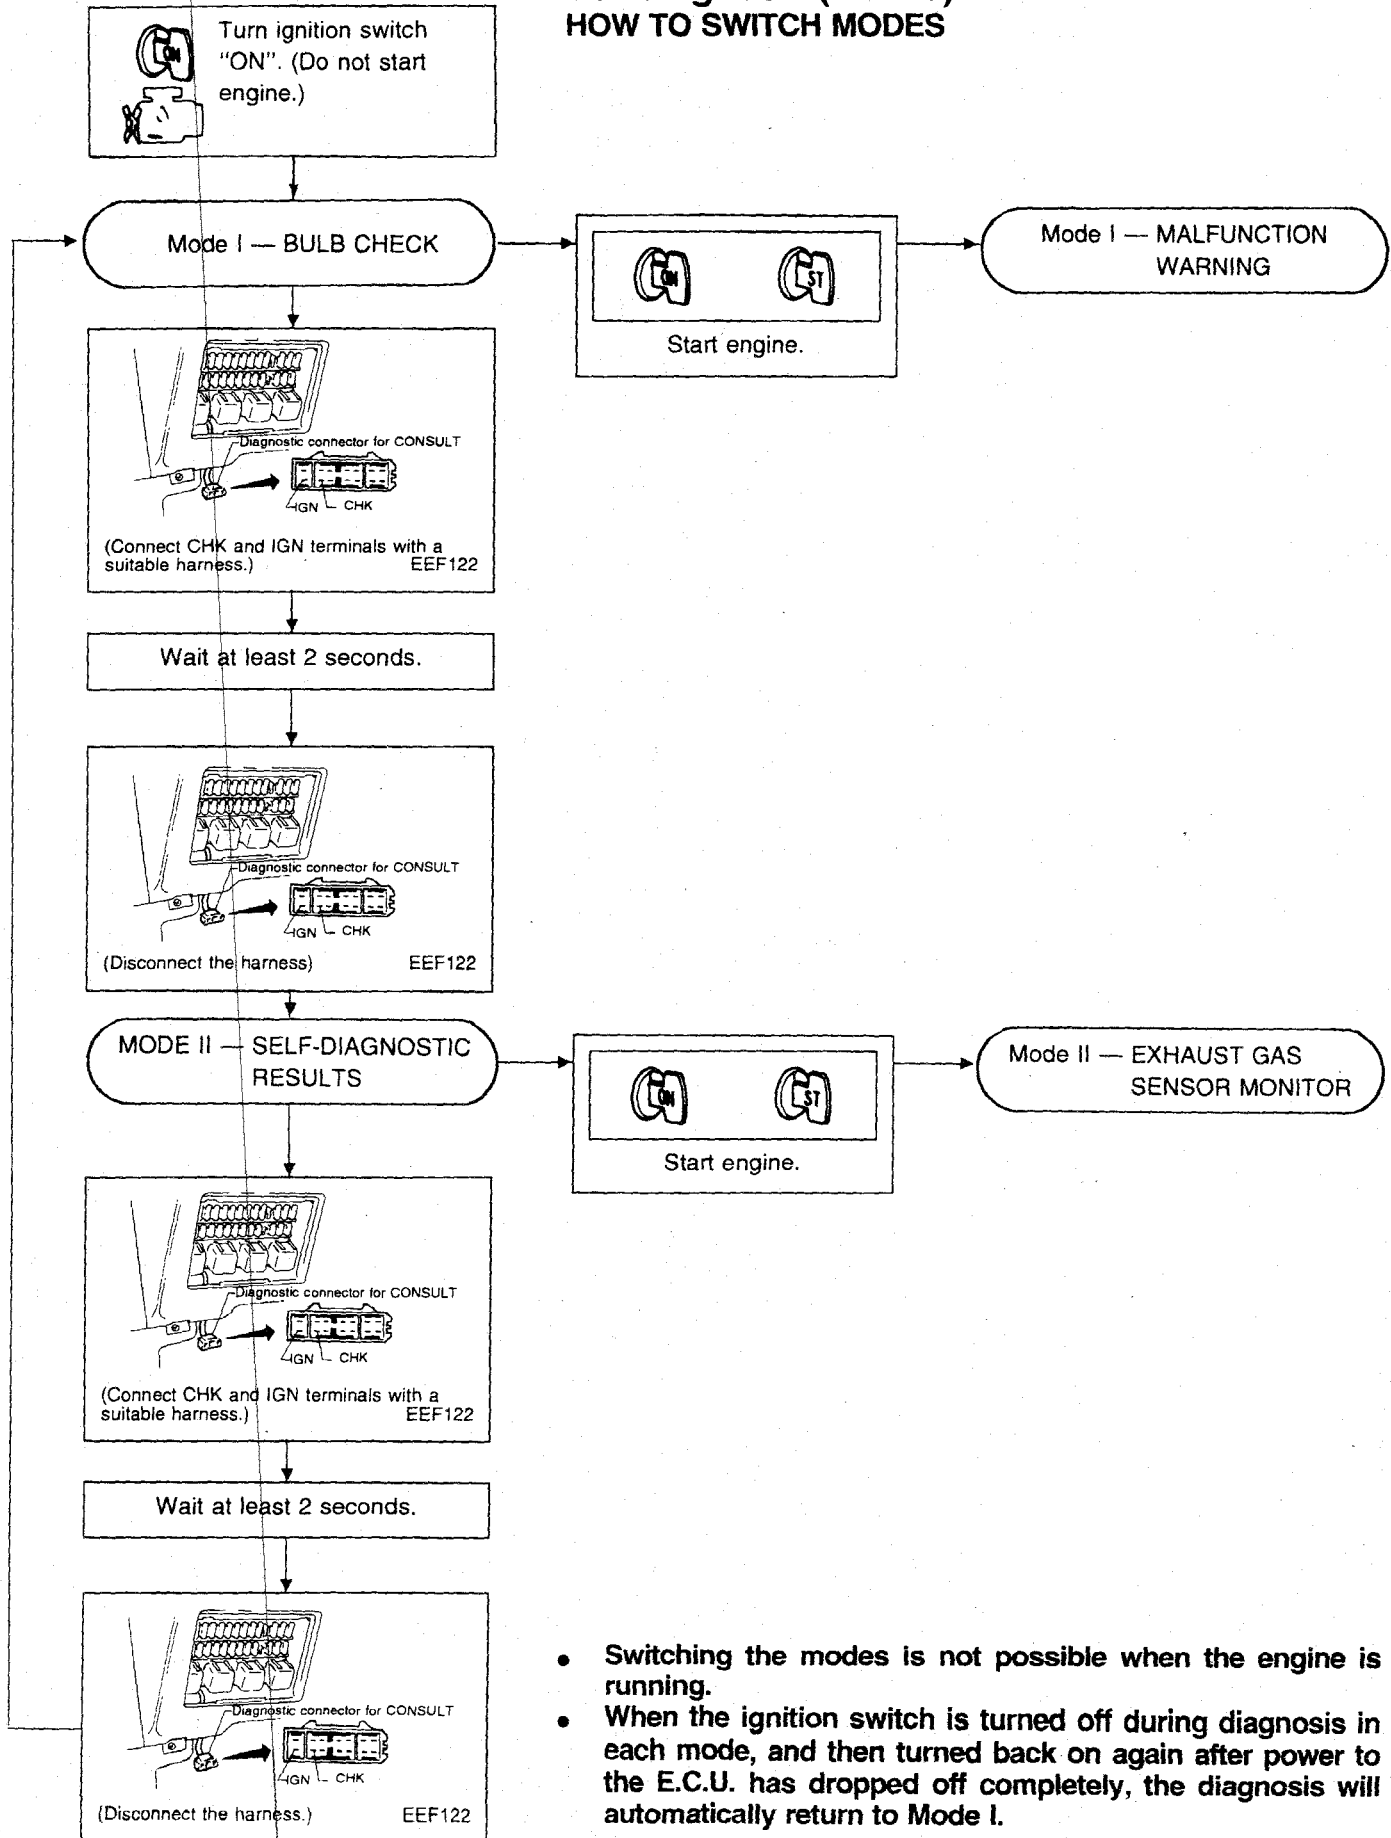 HOW TO SWITCH MODES
Turn ignition switch
"ON". (Do not start
engine.)
ON
Mode I — BULB CHECK
ON
ST
Start engine.
Mode I — MALFUNCTION
WARNING
Diagnostic connector for CONSULT
IGN
CHK
(Connect CHK and IGN terminals with a
suitable harness.)
EEF122
Wait at least 2 seconds.
Diagnostic connector for CONSULT
IGN
CHK
(Disconnect the harness)
EEF122
MODE II — SELF-DIAGNOSTIC
RESULTS
ON
ST
Start engine.
Mode II — EXHAUST GAS
SENSOR MONITOR
Diagnostic connector for CONSULT
IGN
CHK
(Connect CHK and IGN terminals with a
suitable harness.)
EEF122
Wait at least 2 seconds.
Diagnostic connector for CONSULT
IGN
CHK
(Disconnect the harness.)
EEF122
● Switching the modes is not possible when the engine is
running.
● When the ignition switch is turned off during diagnosis in
each mode, and then turned back on again after power to
the E.C.U. has dropped off completely, the diagnosis will
automatically return to Mode I.